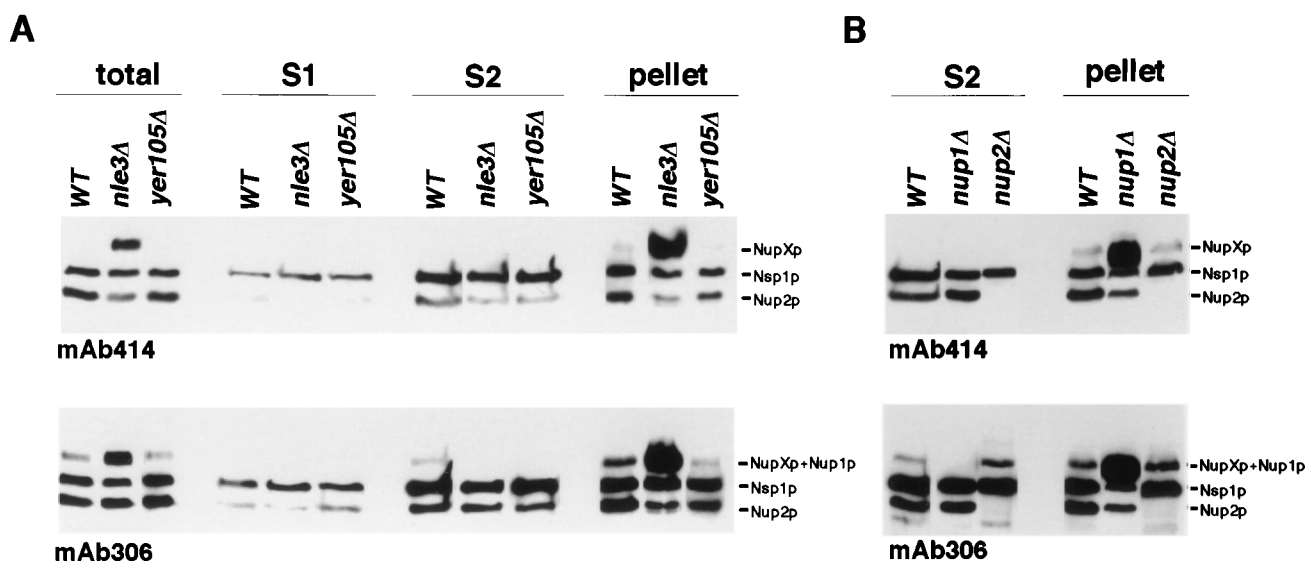 A
B
total S1 S2 pellet
S2 pellet
WT nle3Δ yer105Δ WT nle3Δ yer105Δ WT nle3Δ yer105Δ WT nle3Δ yer105Δ
WT nup1Δ nup2Δ WT nup1Δ nup2Δ
NupXp
Nsp1p
Nup2p
mAb414
NupXp
Nsp1p
Nup2p
mAb414
NupXp+Nup1p
Nsp1p
Nup2p
mAb306
NupXp+Nup1p
Nsp1p
Nup2p
mAb306